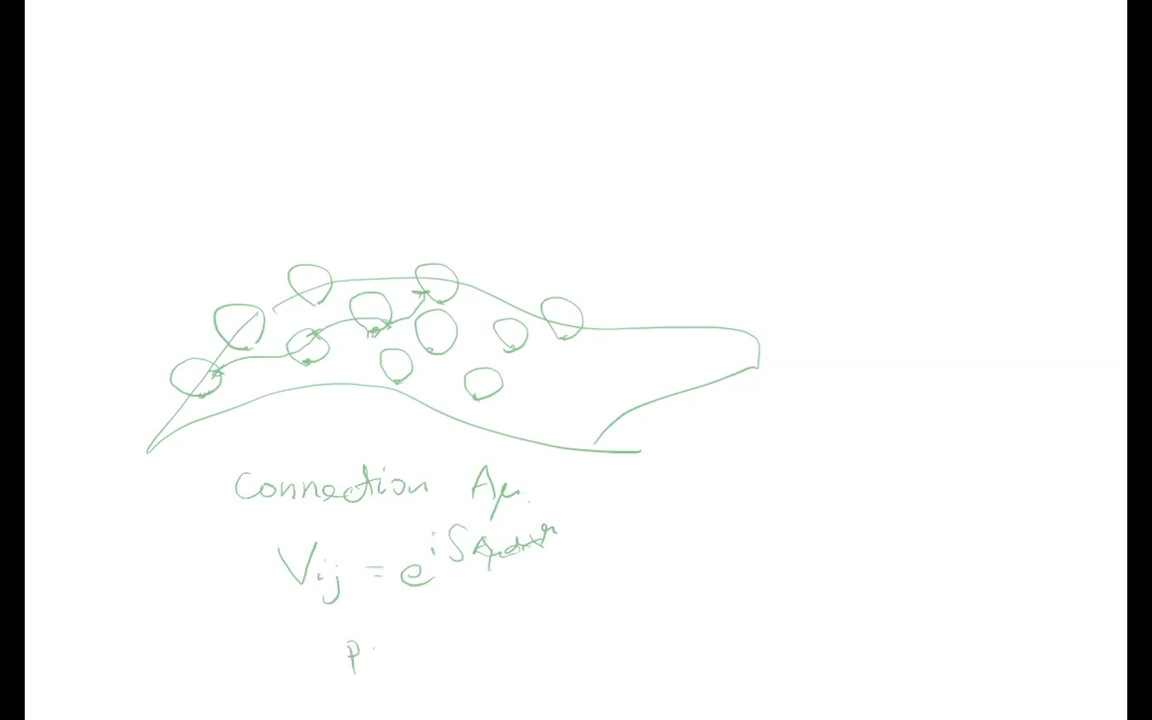 Connection Aμ
Vij = e^{i∫Aμdx^μ}
p